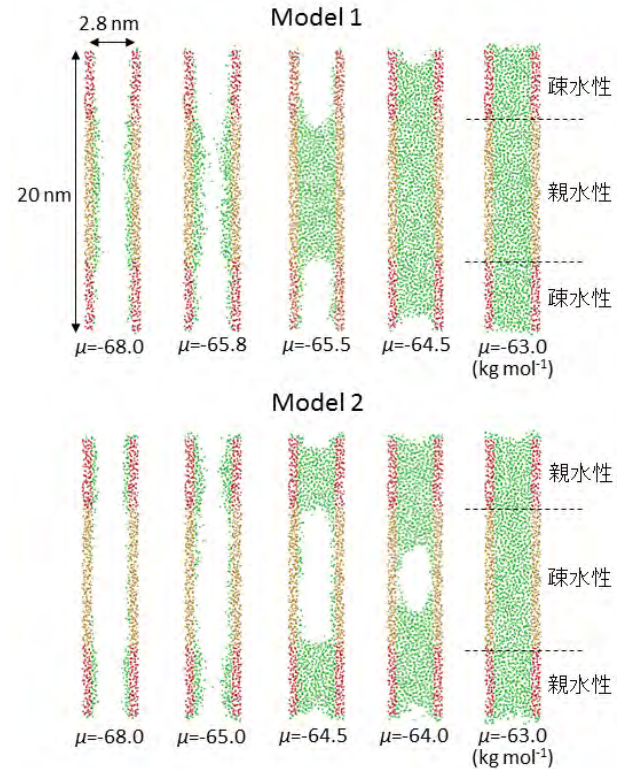 Model 1
2.8 nm
20 nm
疎水性
親水性
疎水性
μ=-68.0 μ=-65.8 μ=-65.5 μ=-64.5 μ=-63.0
(kg mol⁻¹)
Model 2
親水性
疎水性
親水性
μ=-68.0 μ=-65.0 μ=-64.5 μ=-64.0 μ=-63.0
(kg mol⁻¹)